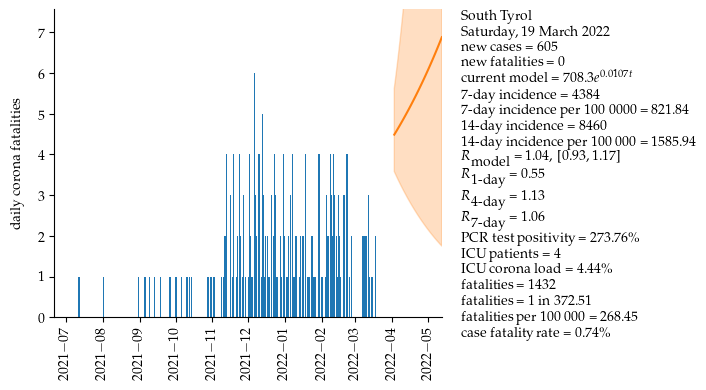 South Tyrol
Saturday, 19 March 2022
new cases = 605
new fatalities = 0
current model = 708.3e^0.0107t
7-day incidence = 4384
7-day incidence per 100 0000 = 821.84
14-day incidence = 8460
14-day incidence per 100 000 = 1585.94
R_model = 1.04, [0.93, 1.17]
R_1-day = 0.55
R_4-day = 1.13
R_7-day = 1.06
PCR test positivity = 273.76%
ICU patients = 4
ICU corona load = 4.44%
fatalities = 1432
fatalities = 1 in 372.51
fatalities per 100 000 = 268.45
case fatality rate = 0.74%
daily corona fatalities
7
6
5
4
3
2
1
0
2021−07
2021−08
2021−09
2021−10
2021−11
2021−12
2022−01
2022−02
2022−03
2022−04
2022−05